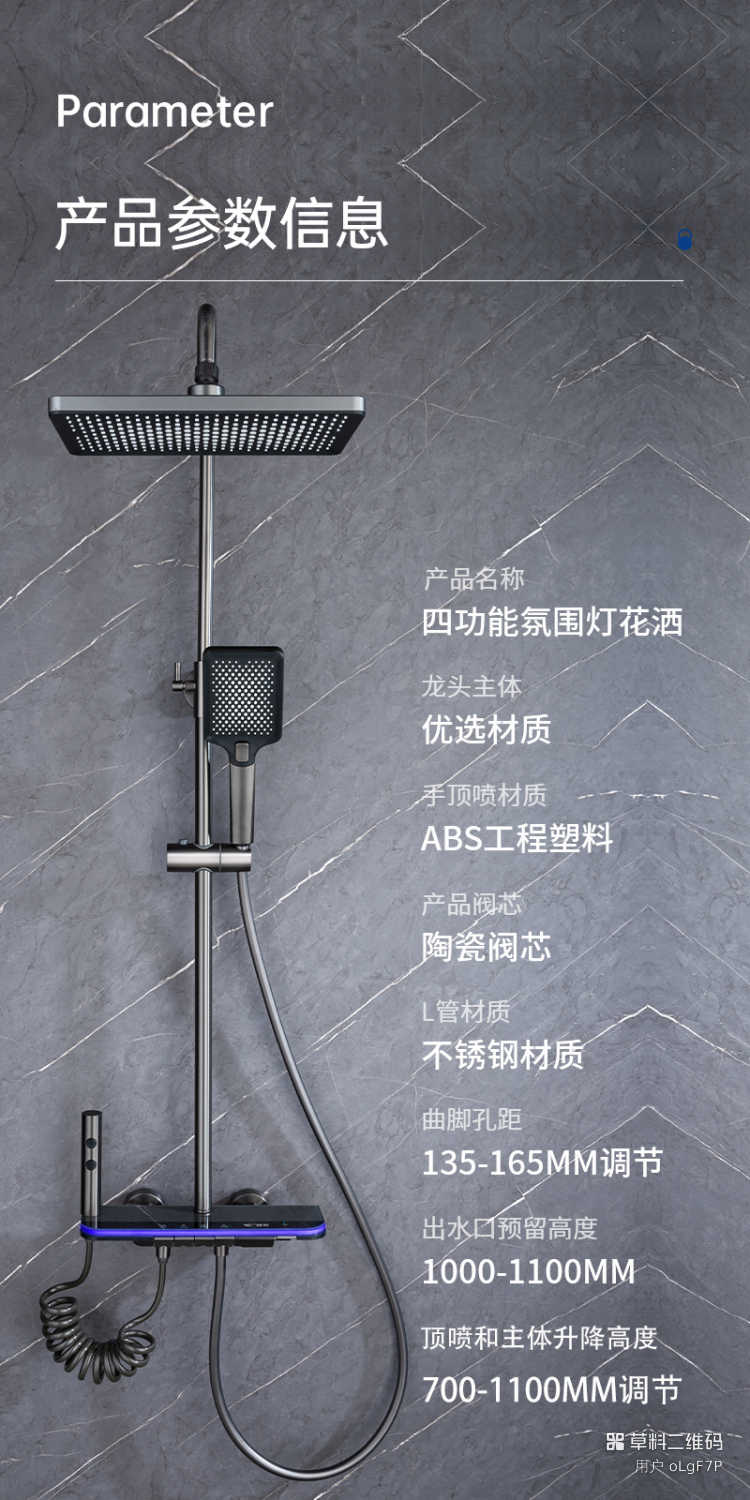 Parameter
产品参数信息
产品名称
四功能氛围灯花洒
龙头主体
优选材质
手顶喷材质
ABS工程塑料
产品阀芯
陶瓷阀芯
L管材质
不锈钢材质
曲脚孔距
135-165MM调节
出水口预留高度
1000-1100MM
顶喷和主体升降高度
700-1100MM调节
草料二维码
用户 oLgF7P